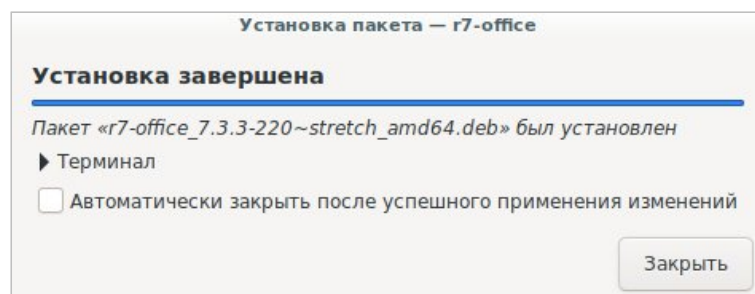 Установка пакета — r7-office
Установка завершена
Пакет «r7-office_7.3.3-220~stretch_amd64.deb» был установлен
Терминал
Автоматически закрыть после успешного применения изменений
Закрыть